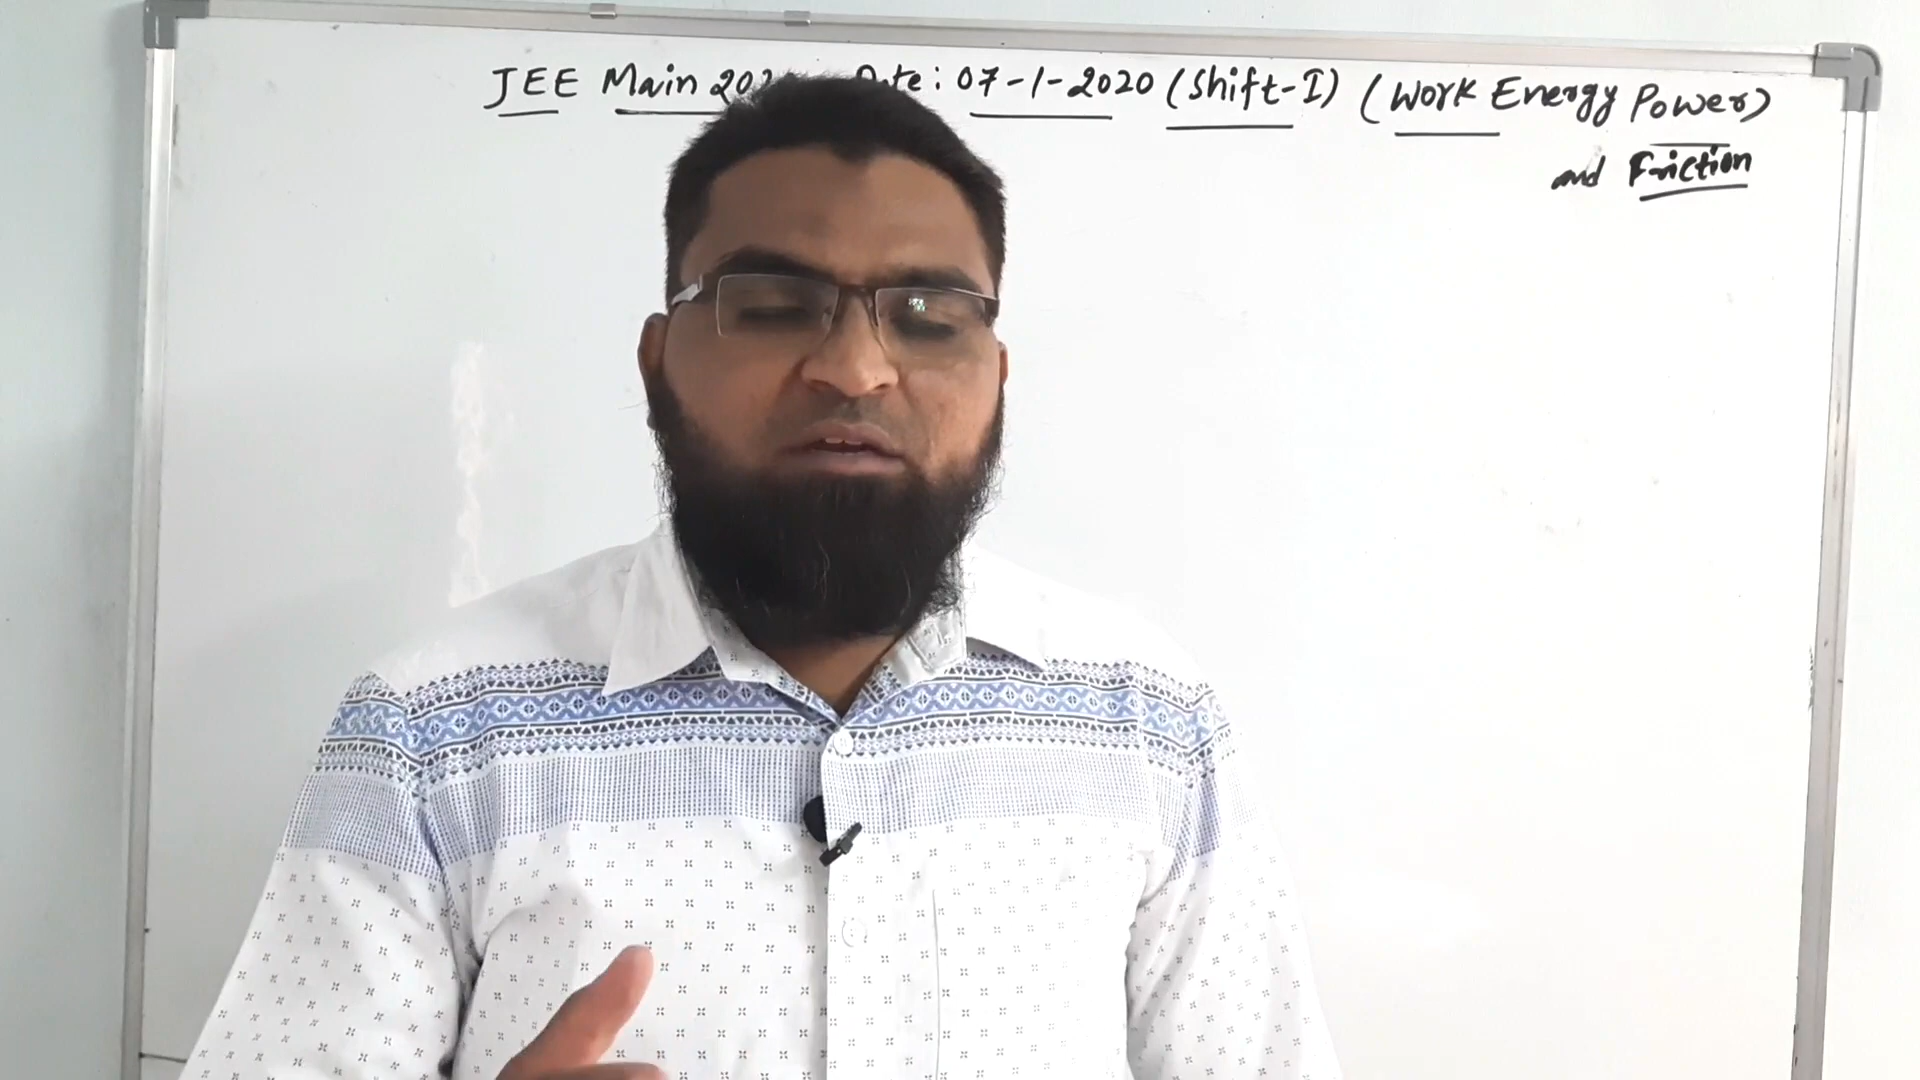 JEE Main : 07-1-2020 (Shift-I) (Work Energy Power)
and Friction